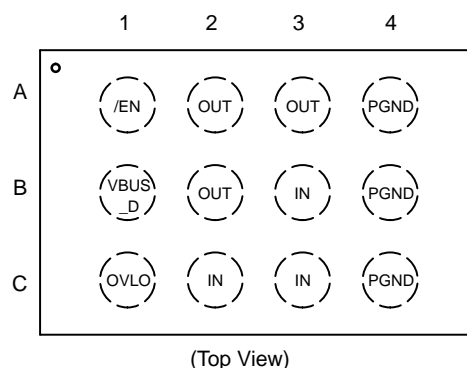 1 2 3 4
A /EN OUT OUT PGND
B VBUS_D OUT IN PGND
C OVLO IN IN PGND
(Top View)